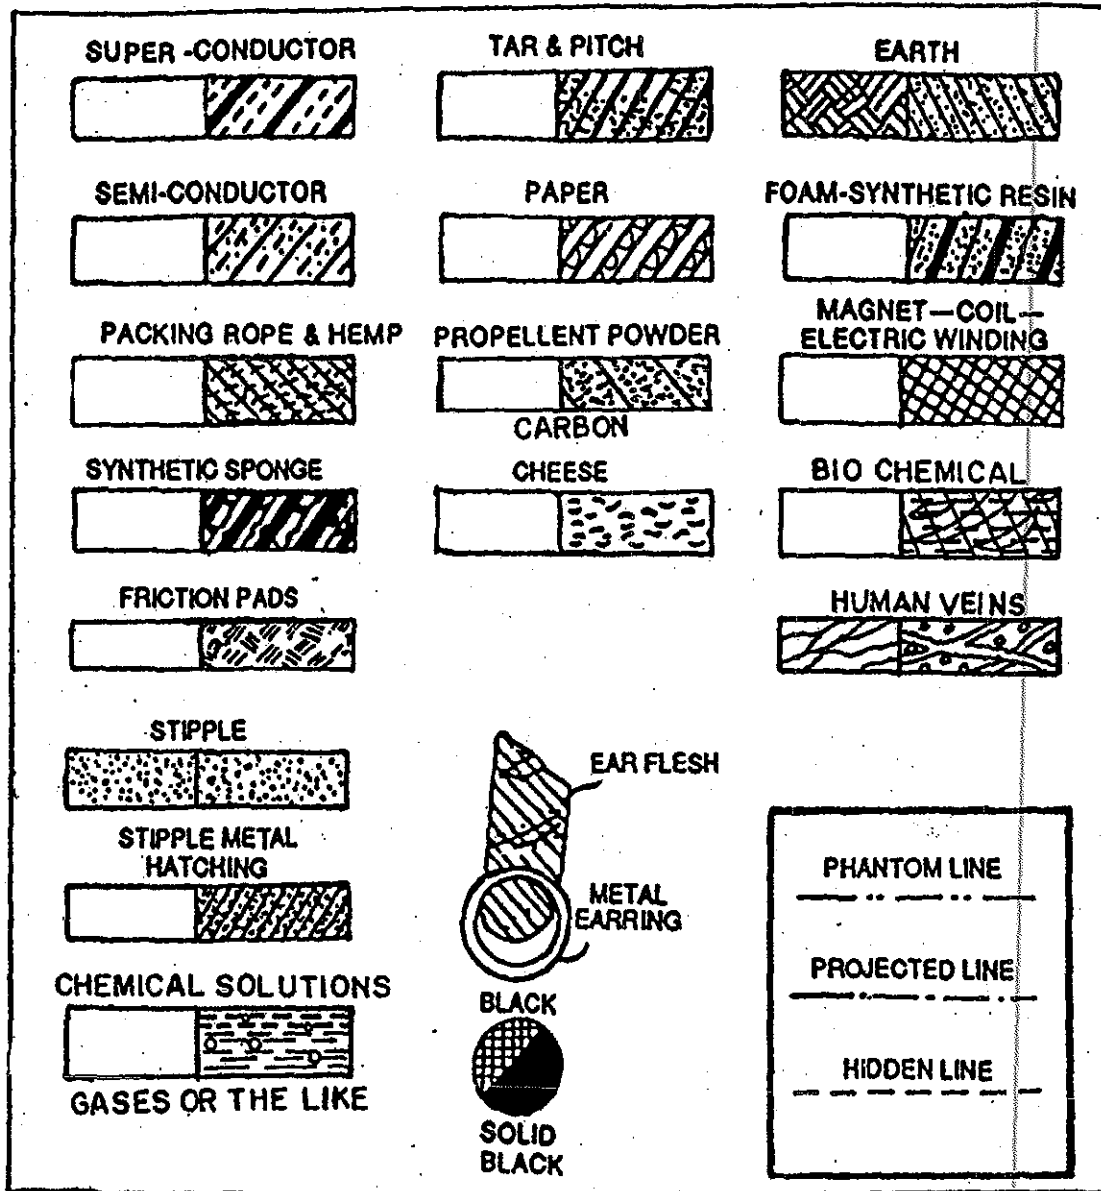 SUPER -CONDUCTOR
TAR & PITCH
EARTH
SEMI-CONDUCTOR
PAPER
FOAM-SYNTHETIC RESIN
PACKING ROPE & HEMP
PROPELLENT POWDER
CARBON
MAGNET—COIL—
ELECTRIC WINDING
SYNTHETIC SPONGE
CHEESE
BIO CHEMICAL
FRICTION PADS
HUMAN VEINS
STIPPLE
EAR FLESH
STIPPLE METAL
HATCHING
METAL
EARRING
PHANTOM LINE
PROJECTED LINE
HIDDEN LINE
CHEMICAL SOLUTIONS
GASES OR THE LIKE
BLACK
SOLID
BLACK